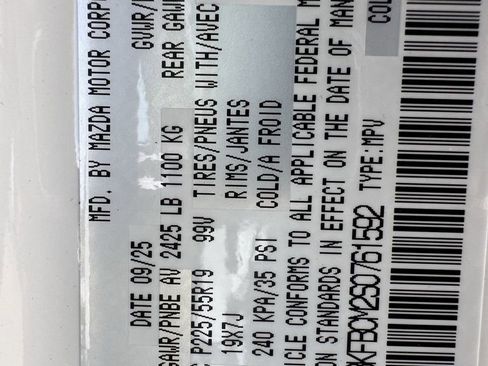 MFD. BY MAZDA MOTOR CORP
DATE 09/25 GVWR/
GAWR/PNBE AV 2425 LB 1100 KG REAR GAWR
P225/55R19 99V TIRES/PNEUS WITH/AVEC
19X7J RIMS/JANTES
240 KPA/35 PSI COLD/A FROID COLD
ICLE CONFORMS TO ALL APPLICABLE FEDERAL M
ON STANDARDS IN EFFECT ON THE DATE OF MAN
KFBCM2S0761592 TYPE:MPV